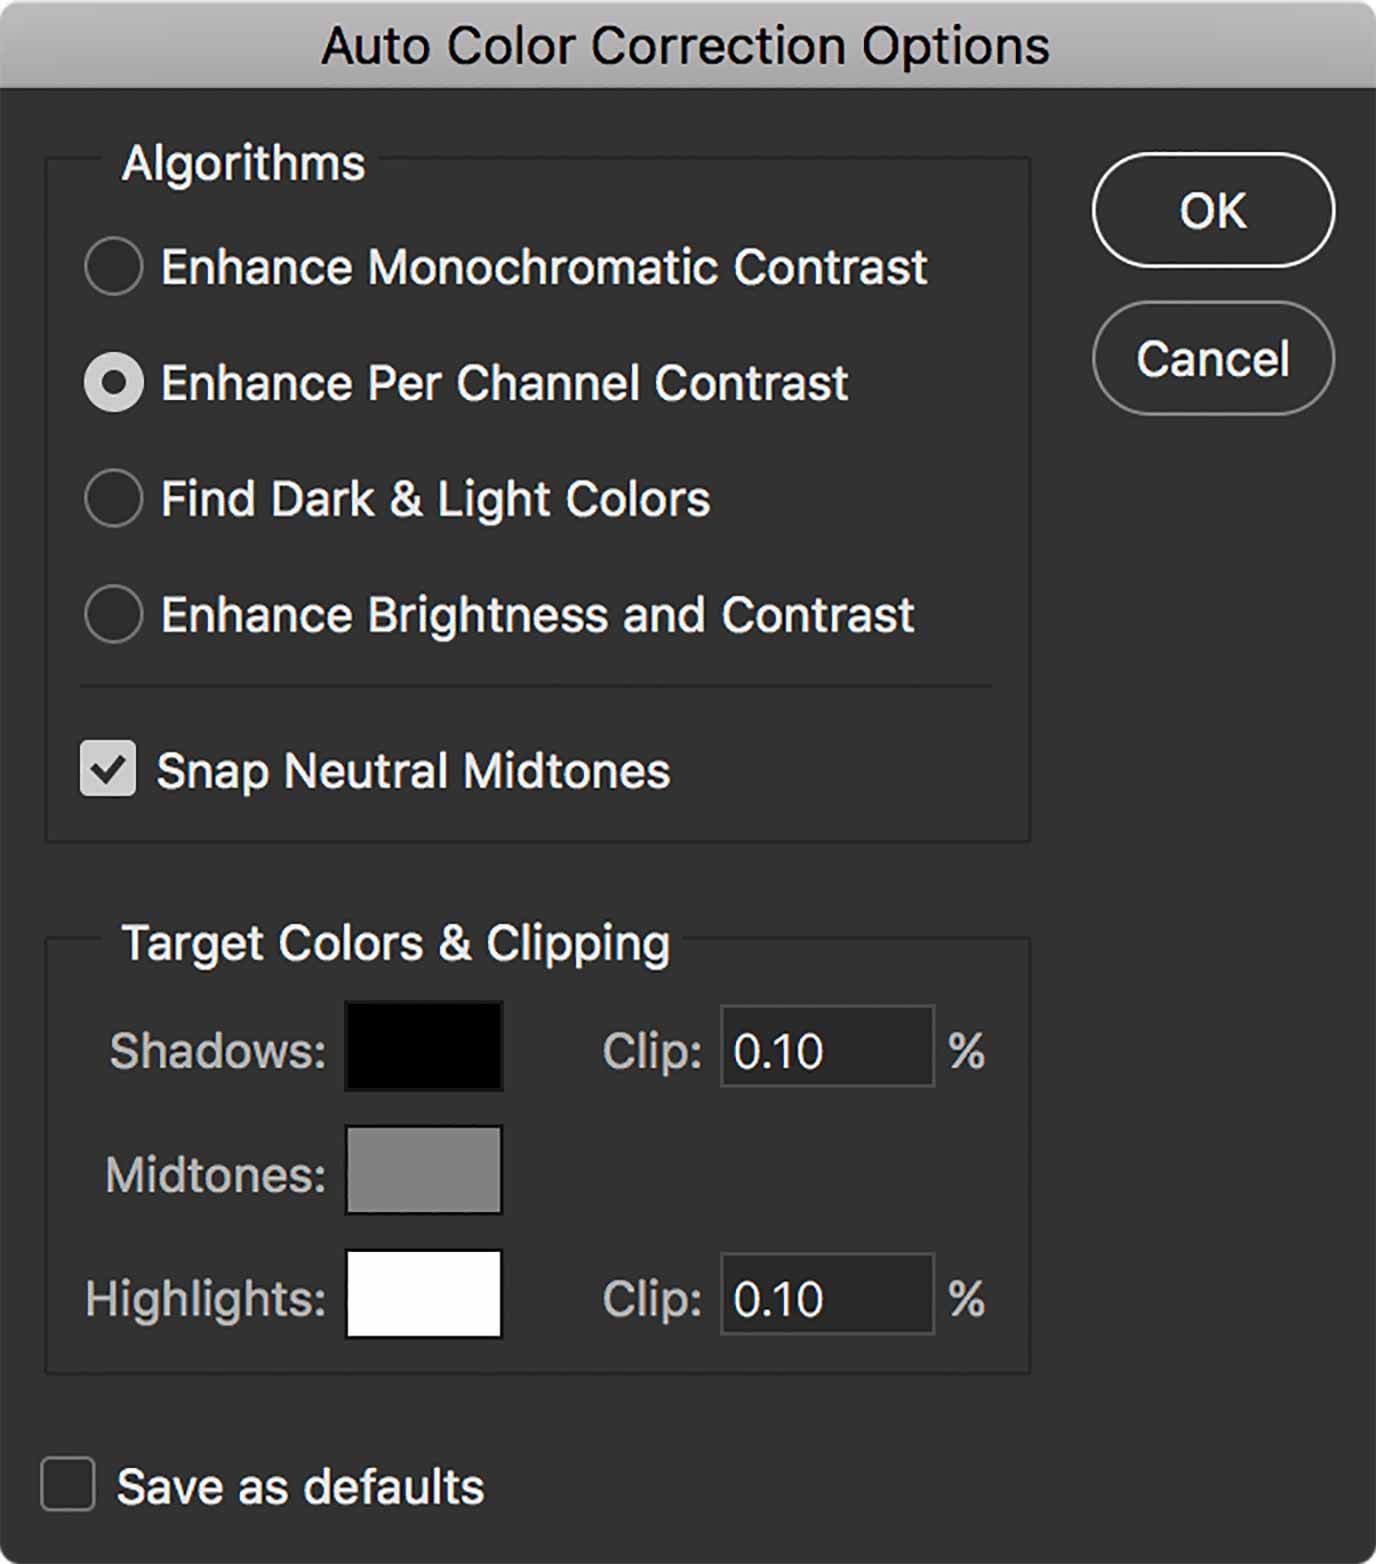 Auto Color Correction Options
Algorithms
OK
Enhance Monochromatic Contrast
Cancel
Enhance Per Channel Contrast
Find Dark & Light Colors
Enhance Brightness and Contrast
Snap Neutral Midtones
Target Colors & Clipping
Shadows: Clip: 0.10 %
Midtones:
Highlights: Clip: 0.10 %
Save as defaults